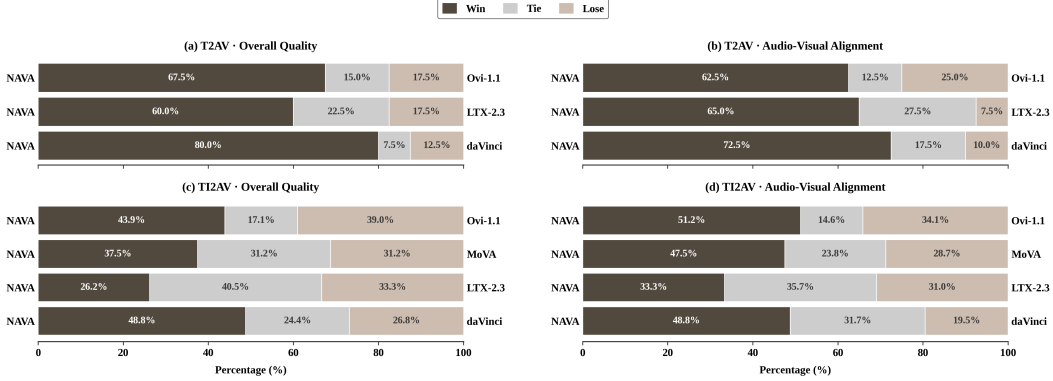 Win Tie Lose
(a) T2AV · Overall Quality
NAVA 67.5% 15.0% 17.5% Ovi-1.1
NAVA 60.0% 22.5% 17.5% LTX-2.3
NAVA 80.0% 7.5% 12.5% daVinci
(b) T2AV · Audio-Visual Alignment
NAVA 62.5% 12.5% 25.0% Ovi-1.1
NAVA 65.0% 27.5% 7.5% LTX-2.3
NAVA 72.5% 17.5% 10.0% daVinci
(c) TI2AV · Overall Quality
NAVA 43.9% 17.1% 39.0% Ovi-1.1
NAVA 37.5% 31.2% 31.2% MoVA
NAVA 26.2% 40.5% 33.3% LTX-2.3
NAVA 48.8% 24.4% 26.8% daVinci
0 20 40 60 80 100
Percentage (%)
(d) TI2AV · Audio-Visual Alignment
NAVA 51.2% 14.6% 34.1% Ovi-1.1
NAVA 47.5% 23.8% 28.7% MoVA
NAVA 33.3% 35.7% 31.0% LTX-2.3
NAVA 48.8% 31.7% 19.5% daVinci
0 20 40 60 80 100
Percentage (%)